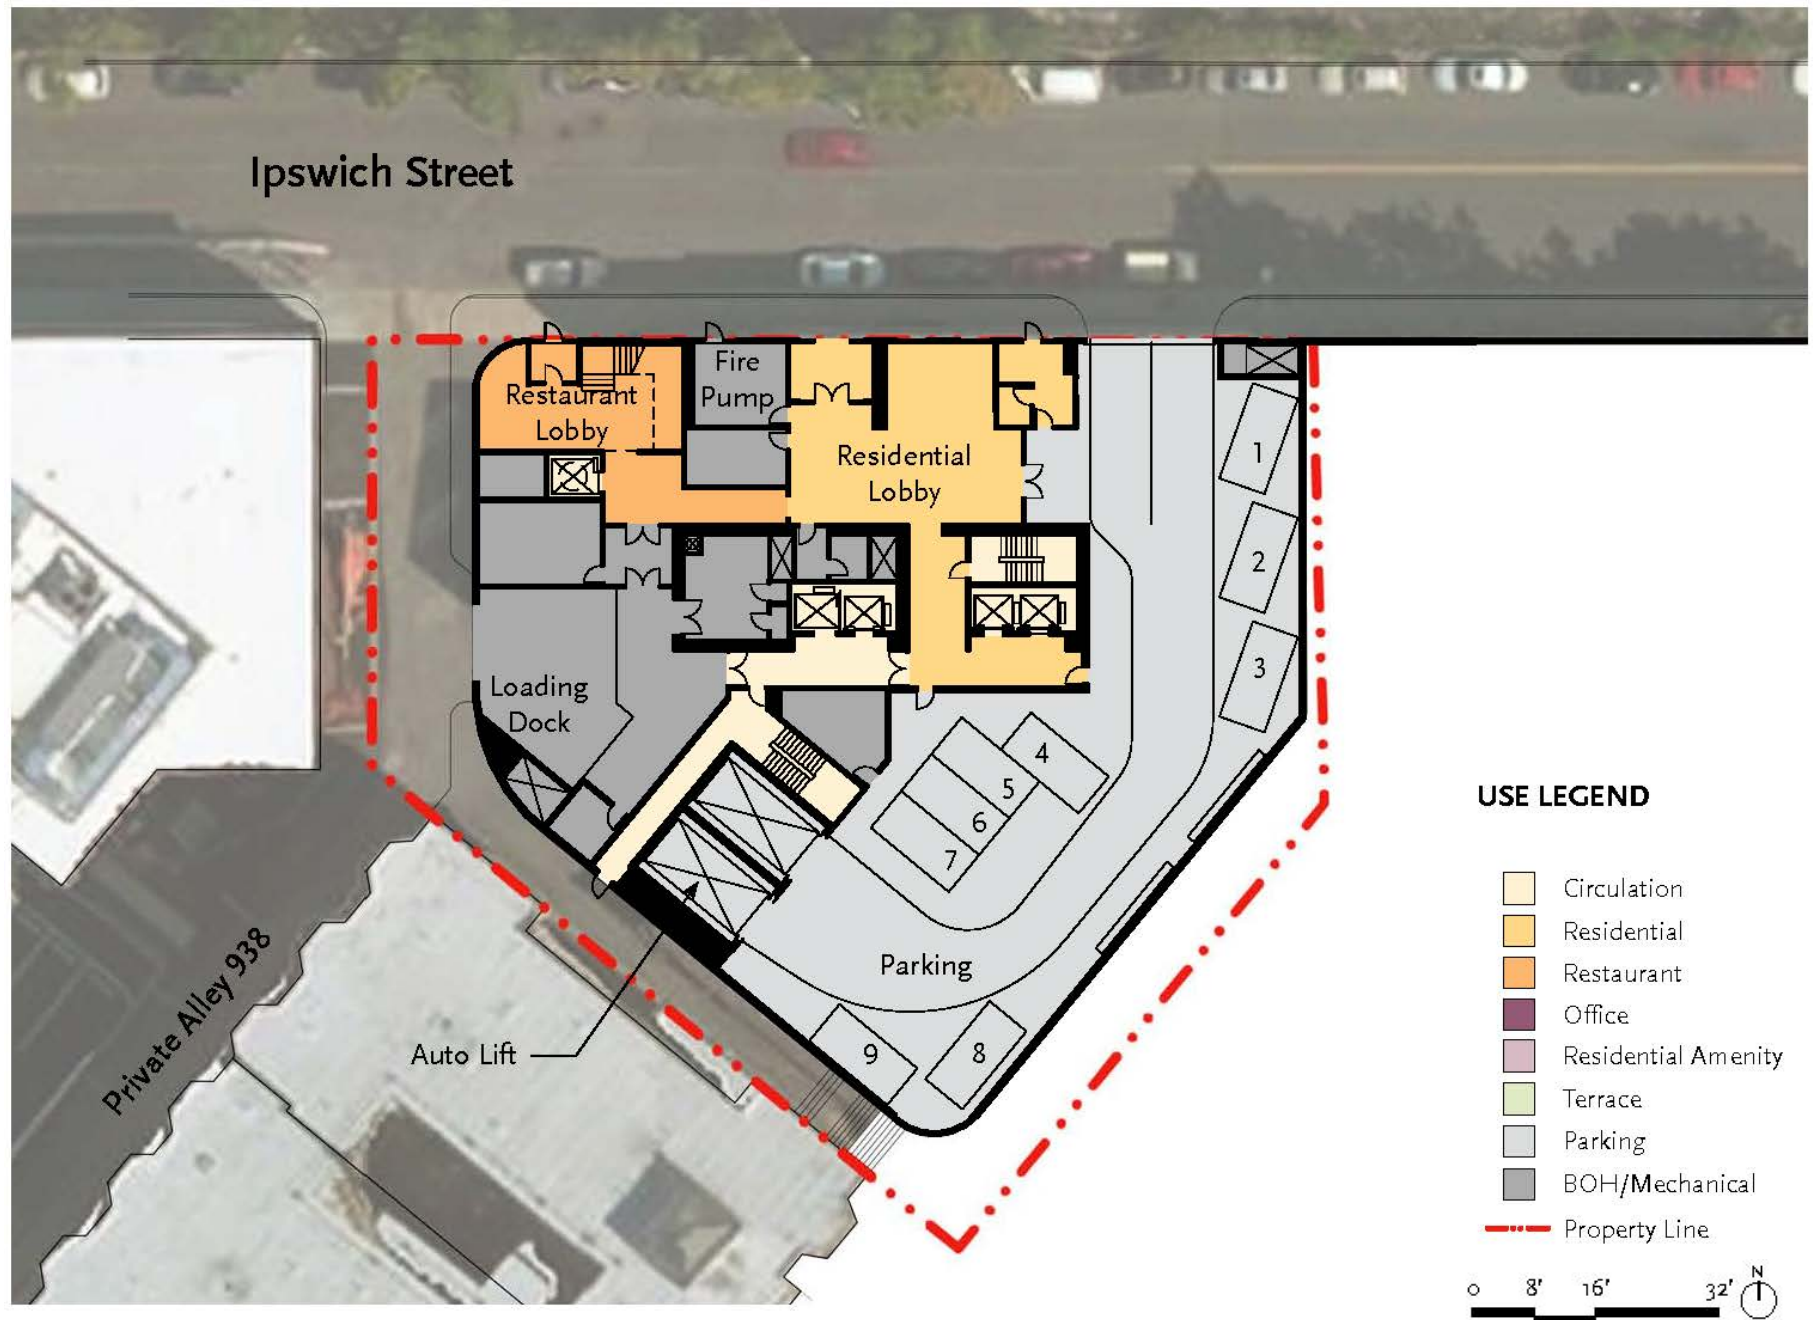 Ipswich Street
Fire
Pump
Restaurant
Lobby
Residential
Lobby
1
2
3
Loading
Dock
4
5
6
7
Parking
Auto Lift
9
8
Private Alley 938
USE LEGEND
Circulation
Residential
Restaurant
Office
Residential Amenity
Terrace
Parking
BOH/Mechanical
Property Line
0 8' 16' 32'
N